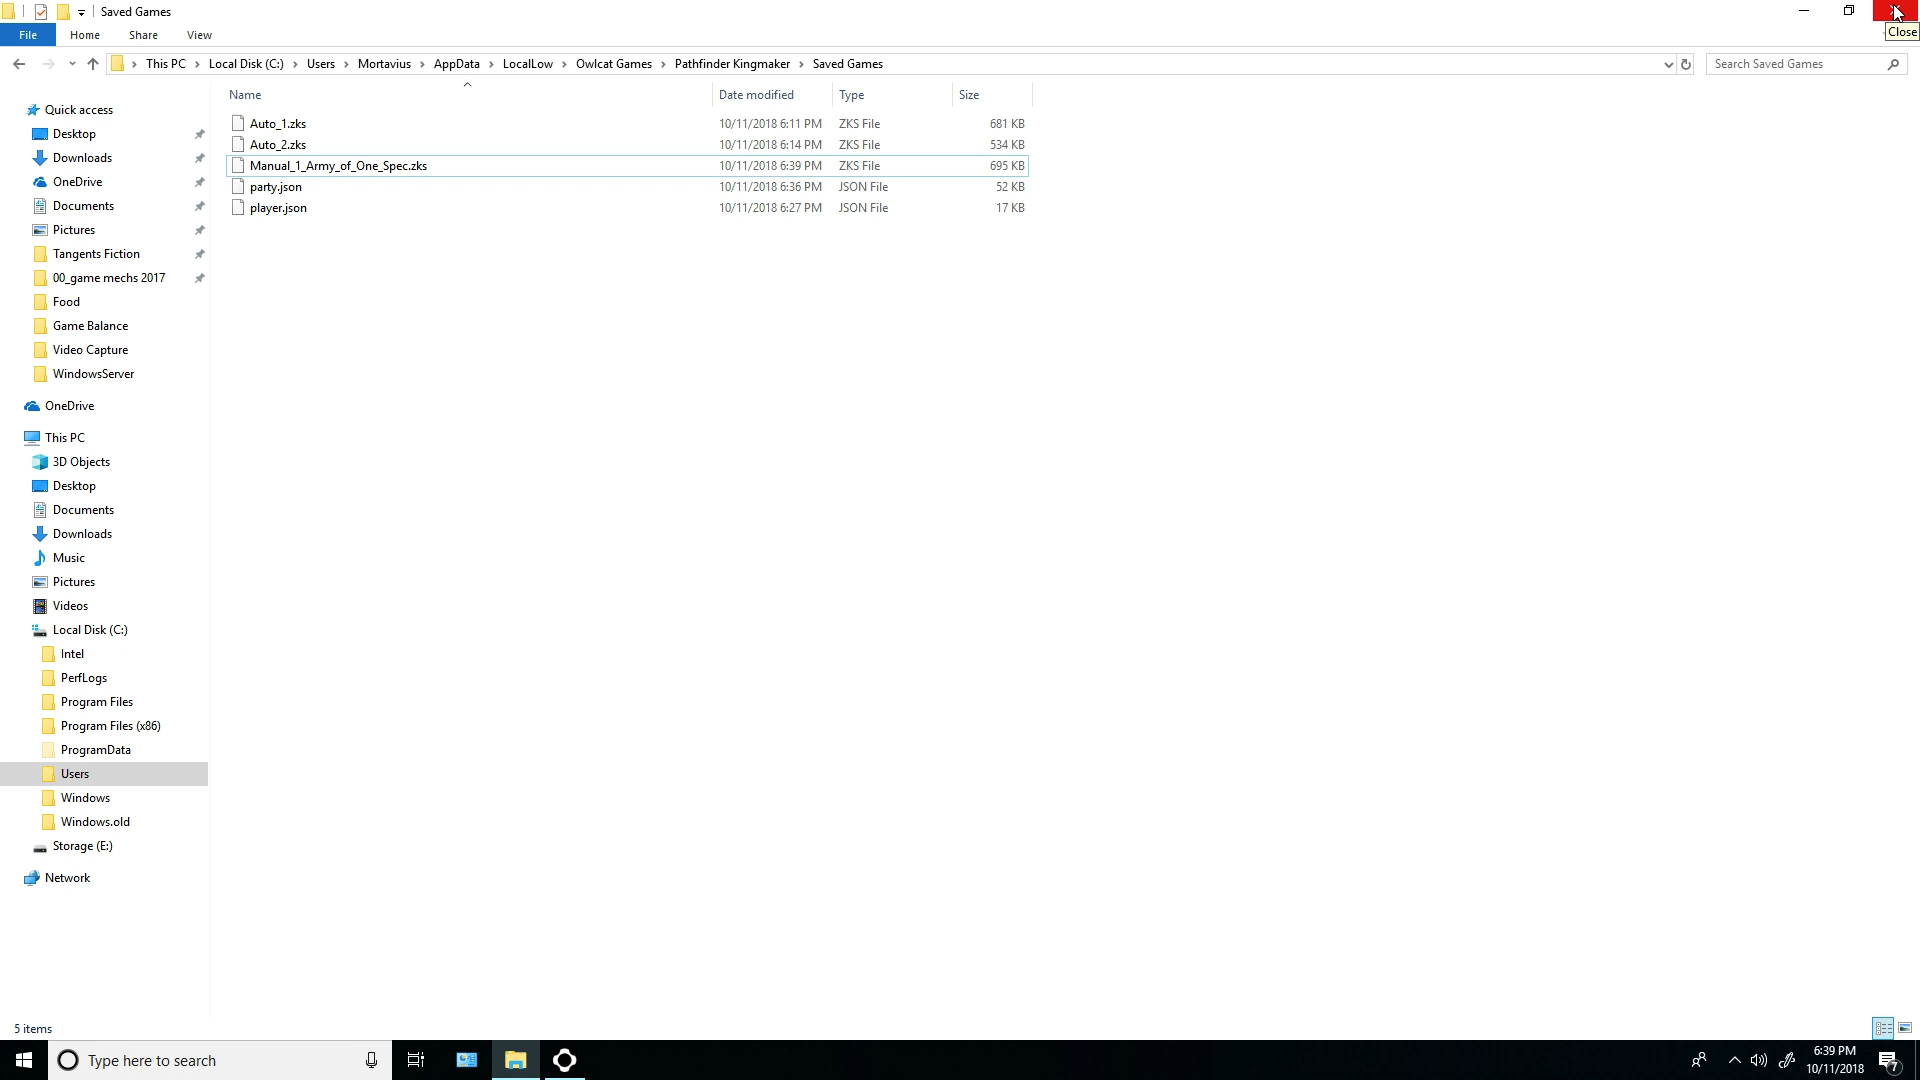 Saved Games
Close
File Home Share View
This PC Local Disk (C:) Users Mortavius AppData LocalLow Owlcat Games Pathfinder Kingmaker Saved Games
Search Saved Games
Name Date modified Type Size
Auto_1.zks 10/11/2018 6:11 PM ZKS File 681 KB
Auto_2.zks 10/11/2018 6:14 PM ZKS File 534 KB
Manual_1_Army_of_One_Spec.zks 10/11/2018 6:39 PM ZKS File 695 KB
party.json 10/11/2018 6:36 PM JSON File 52 KB
player.json 10/11/2018 6:27 PM JSON File 17 KB
Quick access
Desktop
Downloads
OneDrive
Documents
Pictures
Tangents Fiction
00_game mechs 2017
Food
Game Balance
Video Capture
WindowsServer
OneDrive
This PC
3D Objects
Desktop
Documents
Downloads
Music
Pictures
Videos
Local Disk (C:)
Intel
PerfLogs
Program Files
Program Files (x86)
ProgramData
Users
Windows
Windows.old
Storage (E:)
Network
5 items
Type here to search
6:39 PM
10/11/2018
7